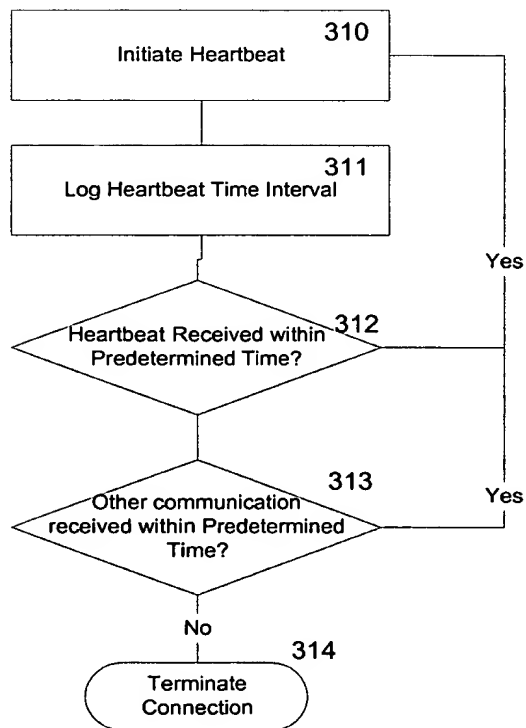 310
Initiate Heartbeat
311
Log Heartbeat Time Interval
Yes
312
Heartbeat Received within
Predetermined Time?
313
Other communication
received within Predetermined
Time?
Yes
No
314
Terminate
Connection